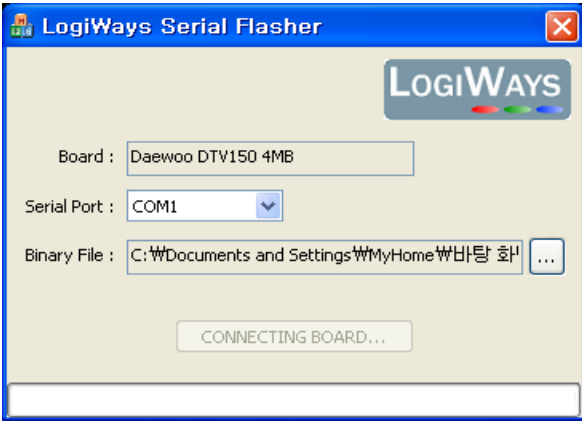 LogiWays Serial Flasher
LOGIWAYS
Board : Daewoo DTV150 4MB
Serial Port : COM1
Binary File : C:₩Documents and Settings₩MyHome₩바탕 ...
CONNECTING BOARD...